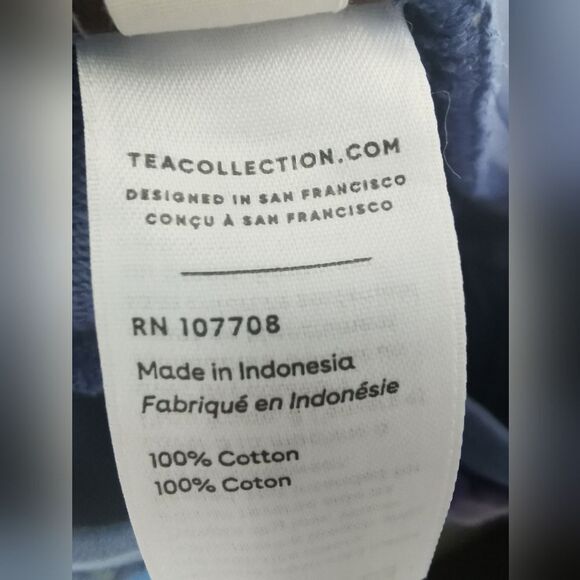 TEACOLLECTION.COM
DESIGNED IN SAN FRANCISCO
CONÇU À SAN FRANCISCO
RN 107708
Made in Indonesia
Fabriqué en Indonésie
100% Cotton
100% Coton